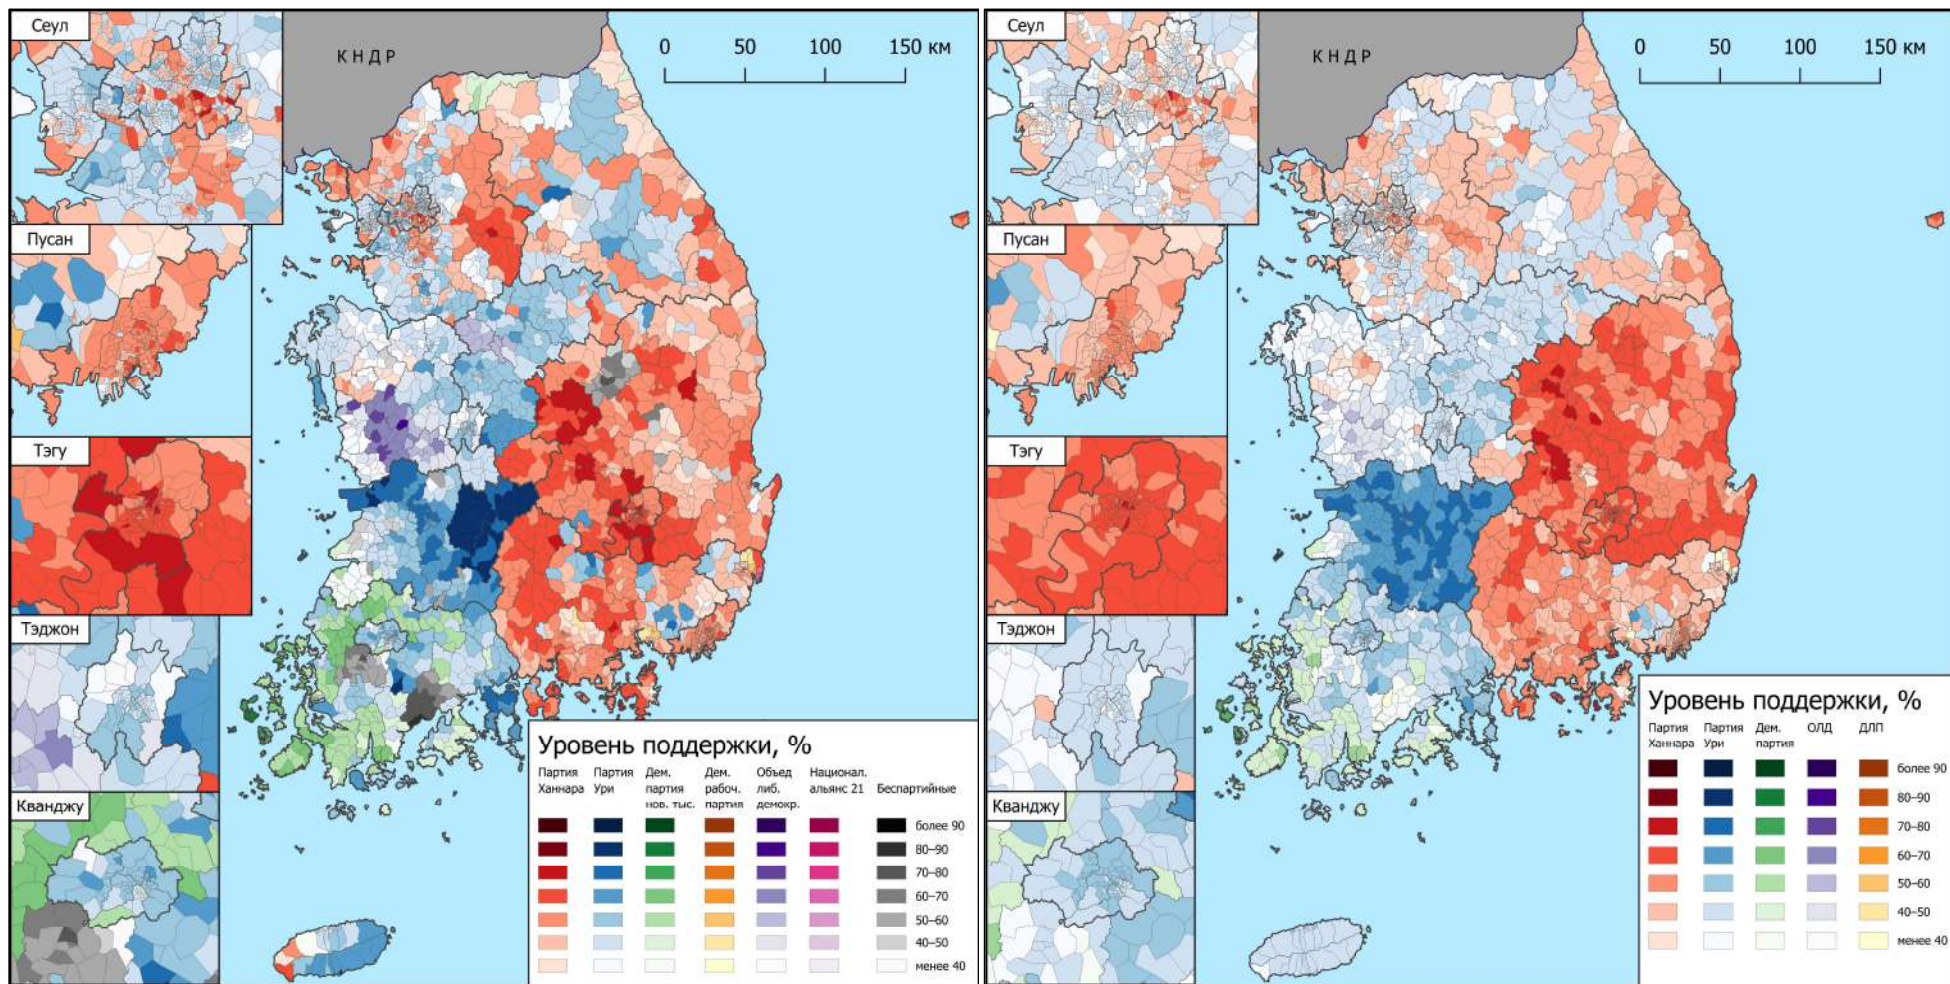 Сеул
КНДР
0 50 100 150 км
Пусан
Тэгу
Тэджон
Кванджу
Уровень поддержки, %
Партия Ханнара
Партия Ури
Дем. партия нов. тыс.
Дем. рабоч. партия
Объед либ. демокр.
Национал. альянс 21
Беспартийные
более 90
80–90
70–80
60–70
50–60
40–50
менее 40
Сеул
КНДР
0 50 100 150 км
Пусан
Тэгу
Тэджон
Кванджу
Уровень поддержки, %
Партия Ханнара
Партия Ури
Дем. партия
ОЛД
ДЛП
более 90
80–90
70–80
60–70
50–60
40–50
менее 40